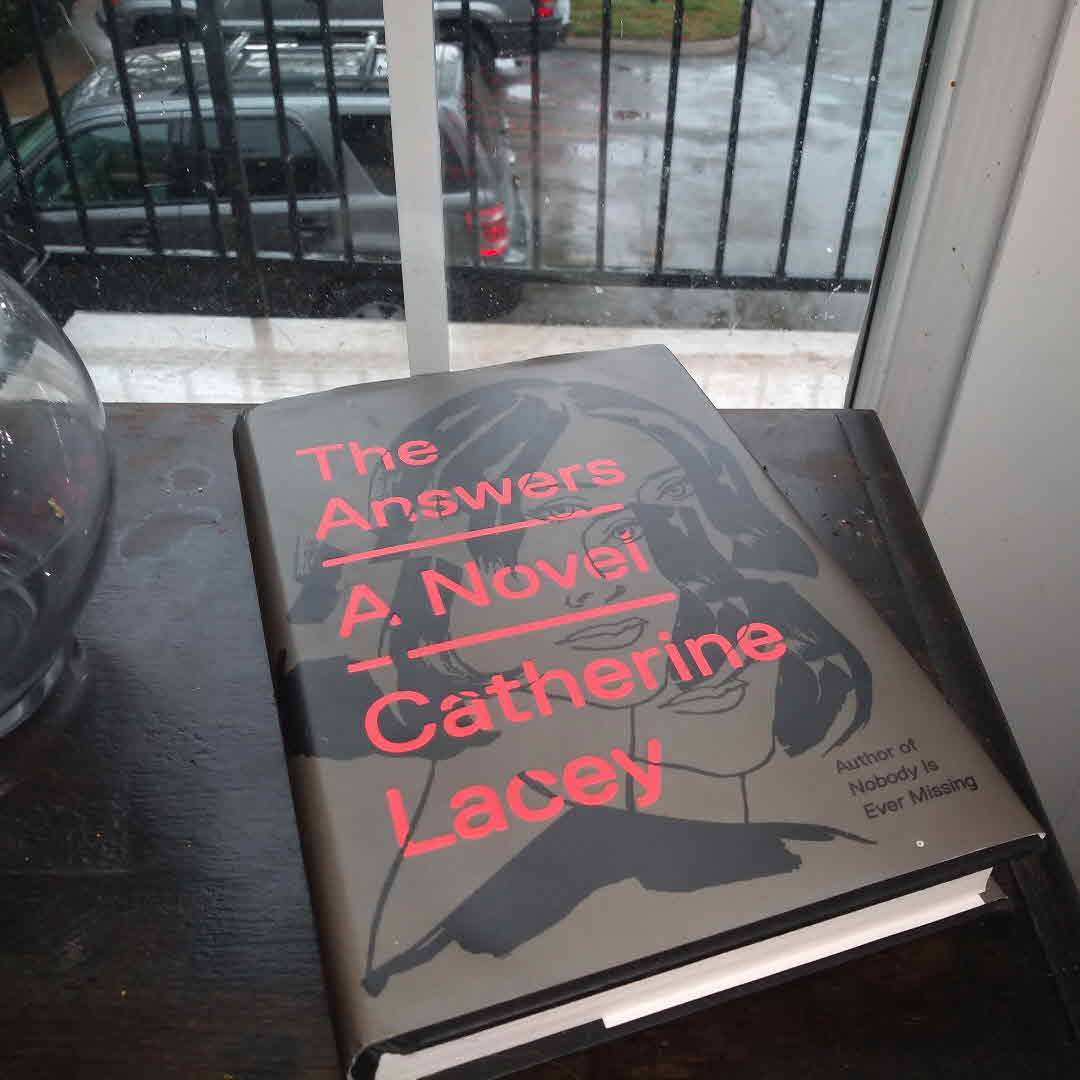 The
Answers
A Novel
Catherine
Lacey
Author of
Nobody Is
Ever Missing